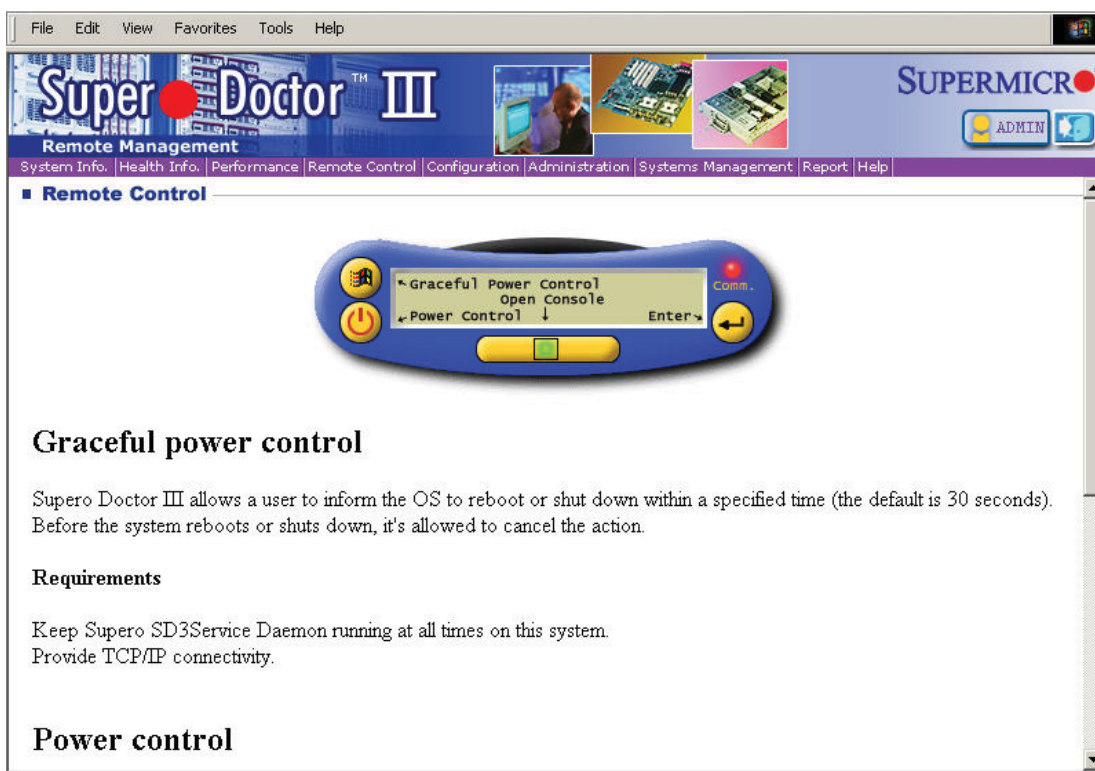 File Edit View Favorites Tools Help
Super Doctor™ III
SUPERMICR
ADMIN
Remote Management
System Info. Health Info. Performance Remote Control Configuration Administration Systems Management Report Help
Remote Control
Graceful Power Control
Open Console
Power Control ↓ Enter
Comm.
Graceful power control
Supero Doctor III allows a user to inform the OS to reboot or shut down within a specified time (the default is 30 seconds).
Before the system reboots or shuts down, it's allowed to cancel the action.
Requirements
Keep Supero SD3Service Daemon running at all times on this system.
Provide TCP/IP connectivity.
Power control